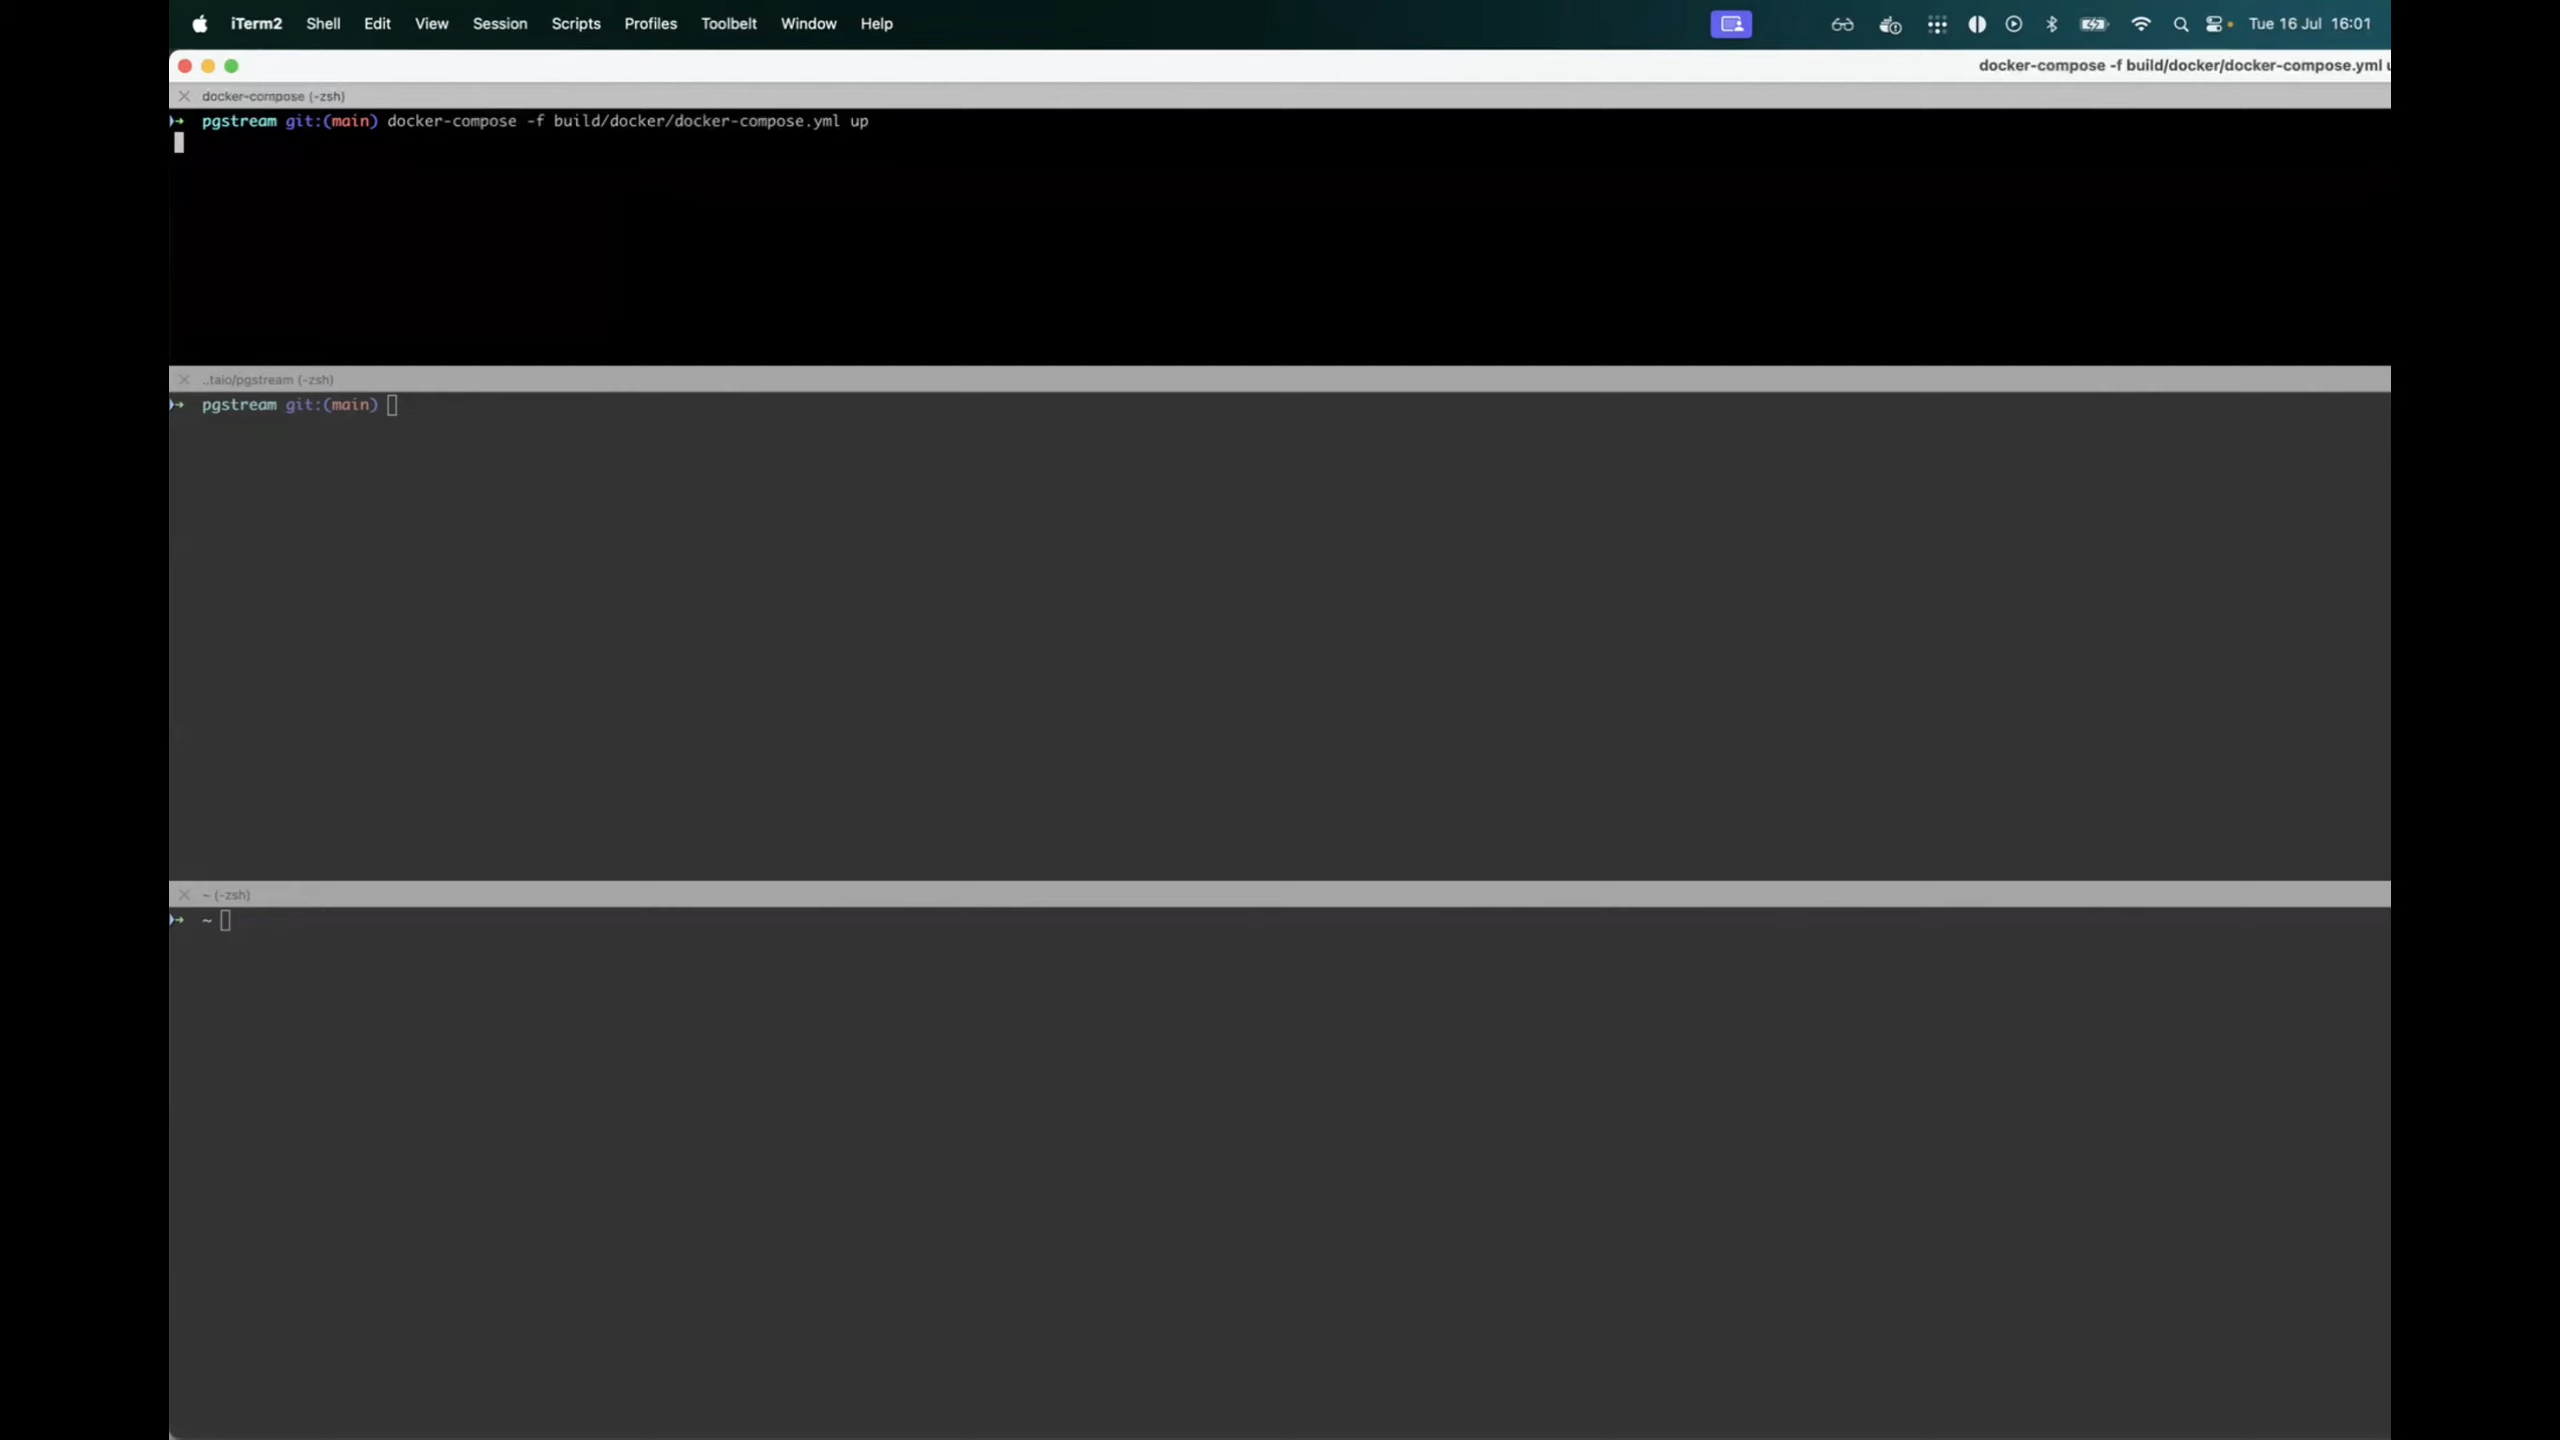 iTerm2 Shell Edit View Session Scripts Profiles Toolbelt Window Help Tue 16 Jul 16:01
docker-compose -f build/docker/docker-compose.yml u
docker-compose (-zsh)
pgstream git:(main) docker-compose -f build/docker/docker-compose.yml up
..taio/pgstream (-zsh)
pgstream git:(main)
~ (-zsh)
~